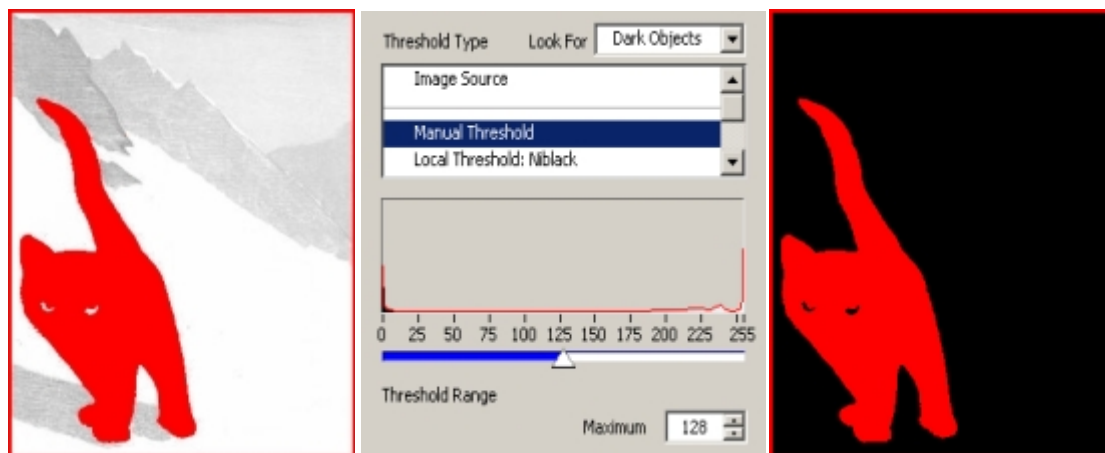 Threshold Type Look For Dark Objects
Image Source
Manual Threshold
Local Threshold: Niblack
0 25 50 75 100 125 150 175 200 225 255
Threshold Range
Maximum 128